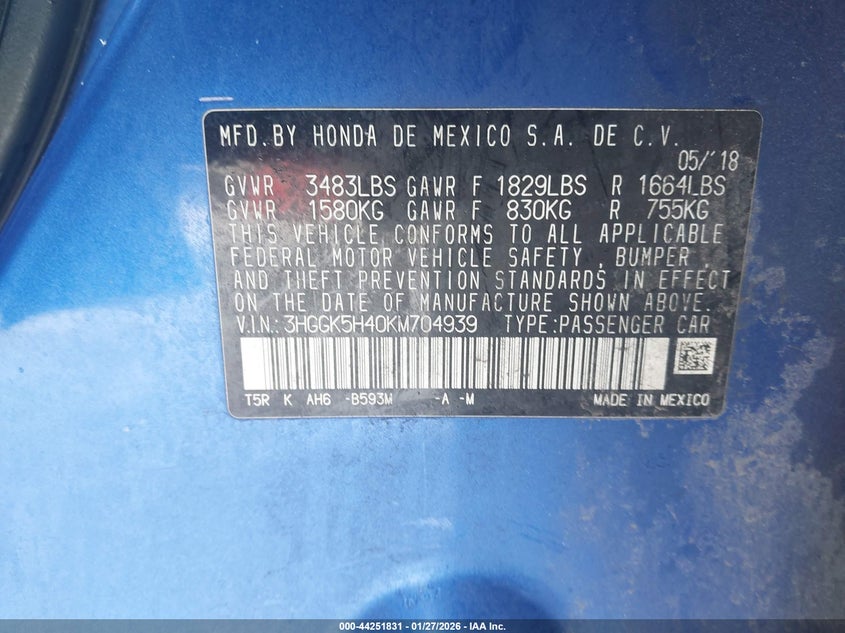 MFD. BY HONDA DE MEXICO S.A. DE C.V.
05/'18
GVWR 3483LBS GAWR F 1829LBS R 1664LBS
GVWR 1580KG GAWR F 830KG R 755KG
THIS VEHICLE CONFORMS TO ALL APPLICABLE
FEDERAL MOTOR VEHICLE SAFETY , BUMPER ,
AND THEFT PREVENTION STANDARDS IN EFFECT
ON THE DATE OF MANUFACTURE SHOWN ABOVE.
V.I.N.: 3HGGK5H40KM704939 TYPE: PASSENGER CAR
T5R K AH6 -B593M -A -M MADE IN MEXICO
000-44251831 - 01/27/2026 - IAA Inc.